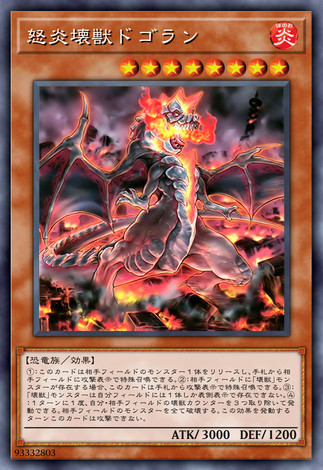 怒炎壊獣ドゴラン
炎
【恐竜族/効果】
①：このカードは相手フィールドのモンスター1体をリリースし、手札から相
手フィールドに攻撃表示で特殊召喚できる。②：相手フィールドに「壊獣」モン
スターが存在する場合、このカードは手札から攻撃表示で特殊召喚できる。③：
「壊獣」モンスターは自分フィールドには1体しか表側表示で存在できない。④
：1ターンに1度、自分・相手フィールドの壊獣カウンターを3つ取り除いて発
動できる。相手フィールドのモンスターを全て破壊する。この効果を発動する
ターンこのカードは攻撃できない。
ATK/3000 DEF/1200
93332803